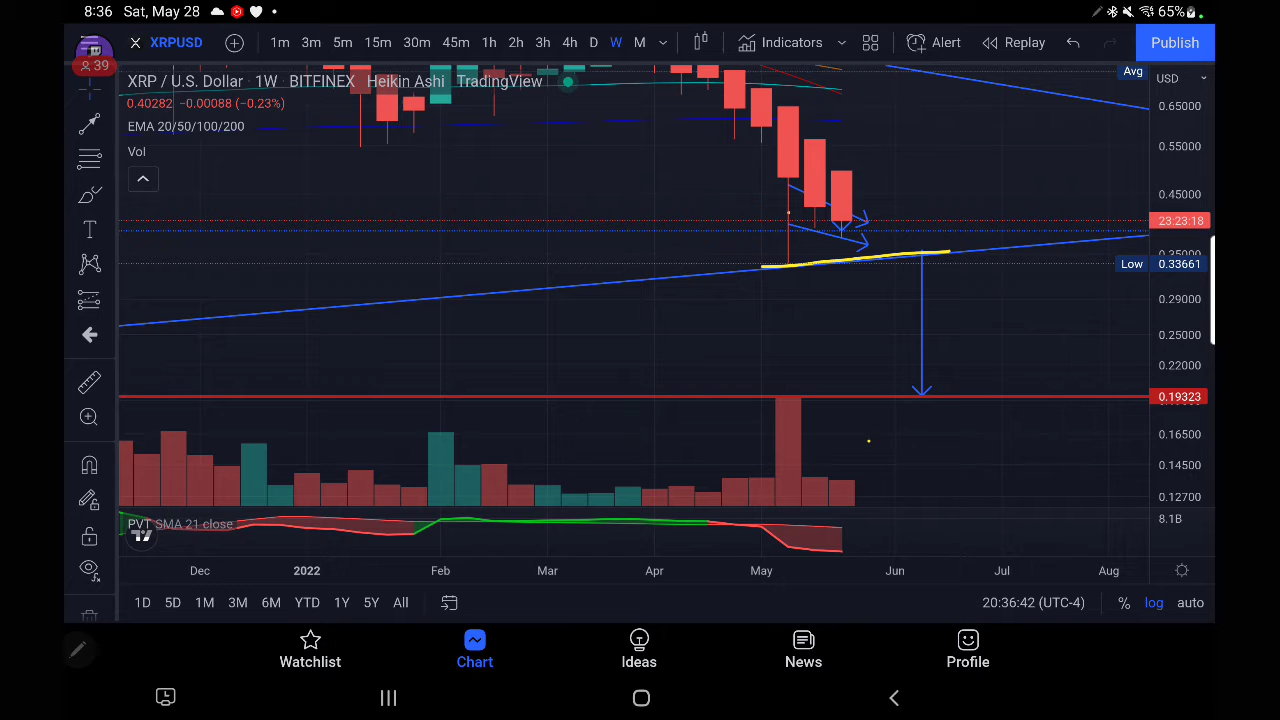 8:36 Sat, May 28 65%
39
XRPUSD 1m 3m 5m 15m 30m 45m 1h 2h 3h 4h D W M Indicators Alert Replay Publish
XRP / U.S. Dollar 1W BITFINEX Heikin Ashi TradingView
Avg
USD
0.40282 −0.00088 (−0.23%)
EMA 20/50/100/200
Vol
0.65000
0.55000
0.45000
23:23:18
0.35000
Low 0.33661
0.29000
0.25000
0.22000
0.19323
0.16500
0.14500
0.12700
PVT SMA 21 close
8.1B
Dec 2022 Feb Mar Apr May Jun Jul Aug
1D 5D 1M 3M 6M YTD 1Y 5Y All 20:36:42 (UTC-4) % log auto
Watchlist Chart Ideas News Profile